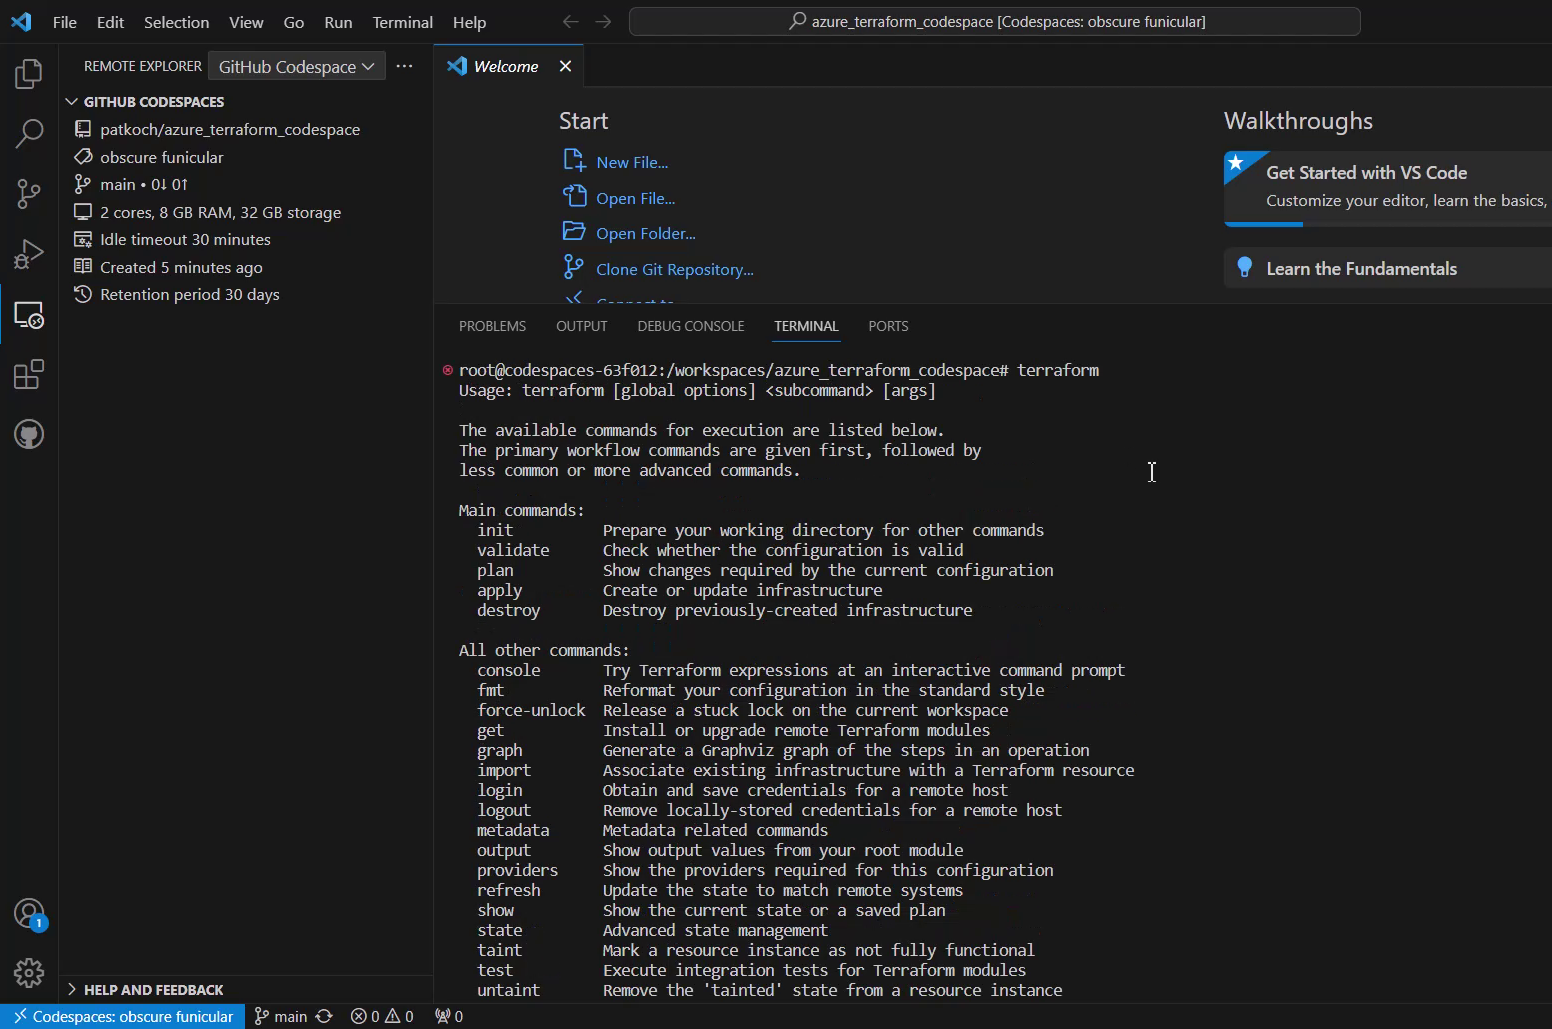 File Edit Selection View Go Run Terminal Help
azure_terraform_codespace [Codespaces: obscure funicular]
REMOTE EXPLORER GitHub Codespace
GITHUB CODESPACES
patkoch/azure_terraform_codespace
obscure funicular
main • 0↓ 0↑
2 cores, 8 GB RAM, 32 GB storage
Idle timeout 30 minutes
Created 5 minutes ago
Retention period 30 days
HELP AND FEEDBACK
Welcome
Start
New File...
Open File...
Open Folder...
Clone Git Repository...
Walkthroughs
Get Started with VS Code
Customize your editor, learn the basics,
Learn the Fundamentals
PROBLEMS OUTPUT DEBUG CONSOLE TERMINAL PORTS
root@codespaces-63f012:/workspaces/azure_terraform_codespace# terraform
Usage: terraform [global options] <subcommand> [args]
The available commands for execution are listed below.
The primary workflow commands are given first, followed by
less common or more advanced commands.
Main commands:
init Prepare your working directory for other commands
validate Check whether the configuration is valid
plan Show changes required by the current configuration
apply Create or update infrastructure
destroy Destroy previously-created infrastructure
All other commands:
console Try Terraform expressions at an interactive command prompt
fmt Reformat your configuration in the standard style
force-unlock Release a stuck lock on the current workspace
get Install or upgrade remote Terraform modules
graph Generate a Graphviz graph of the steps in an operation
import Associate existing infrastructure with a Terraform resource
login Obtain and save credentials for a remote host
logout Remove locally-stored credentials for a remote host
metadata Metadata related commands
output Show output values from your root module
providers Show the providers required for this configuration
refresh Update the state to match remote systems
show Show the current state or a saved plan
state Advanced state management
taint Mark a resource instance as not fully functional
test Execute integration tests for Terraform modules
untaint Remove the 'tainted' state from a resource instance
1
Codespaces: obscure funicular main 0 0 0